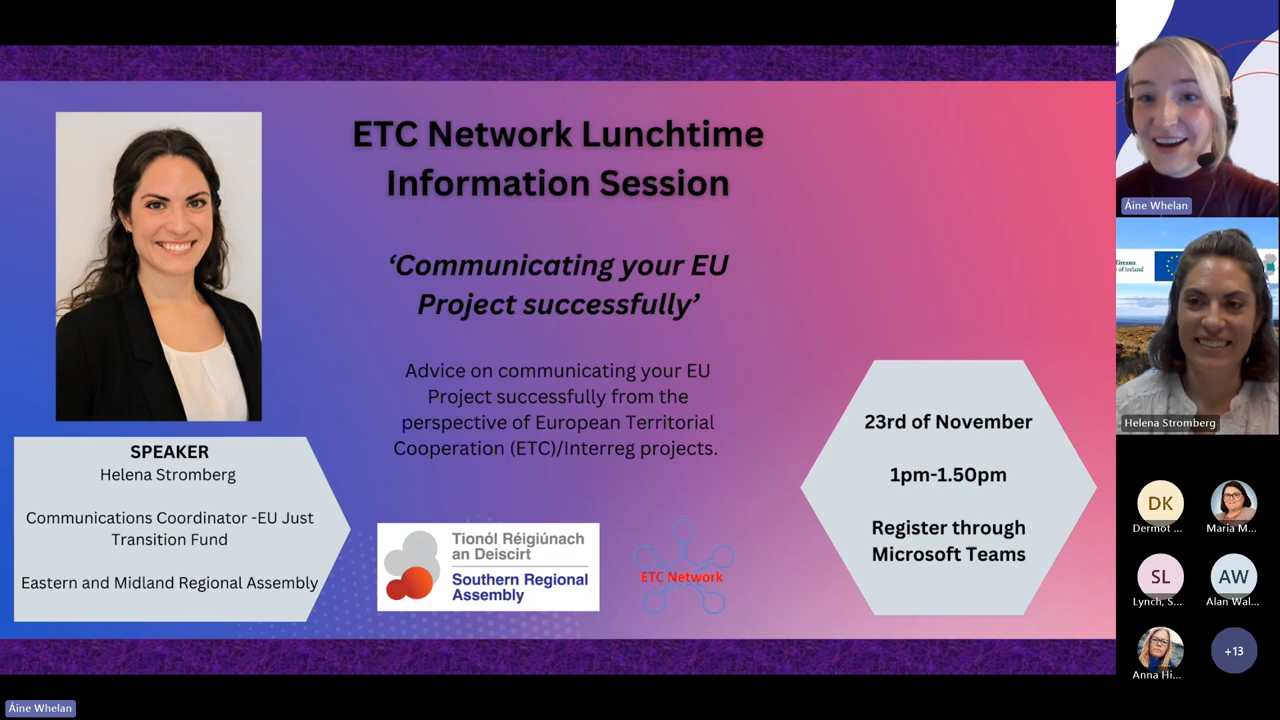 ETC Network Lunchtime
Information Session
‘Communicating your EU
Project successfully’
Advice on communicating your EU
Project successfully from the
perspective of European Territorial
Cooperation (ETC)/Interreg projects.
SPEAKER
Helena Stromberg
Communications Coordinator -EU Just
Transition Fund
Eastern and Midland Regional Assembly
Tionól Réigiúnach
an Deiscirt
Southern Regional
Assembly
ETC Network
23rd of November
1pm-1.50pm
Register through
Microsoft Teams
Áine Whelan
of Ireland
Helena Stromberg
DK
Dermot ...
Maria M...
SL
Lynch, S...
AW
Alan Wal...
Anna Hi...
+13
Áine Whelan